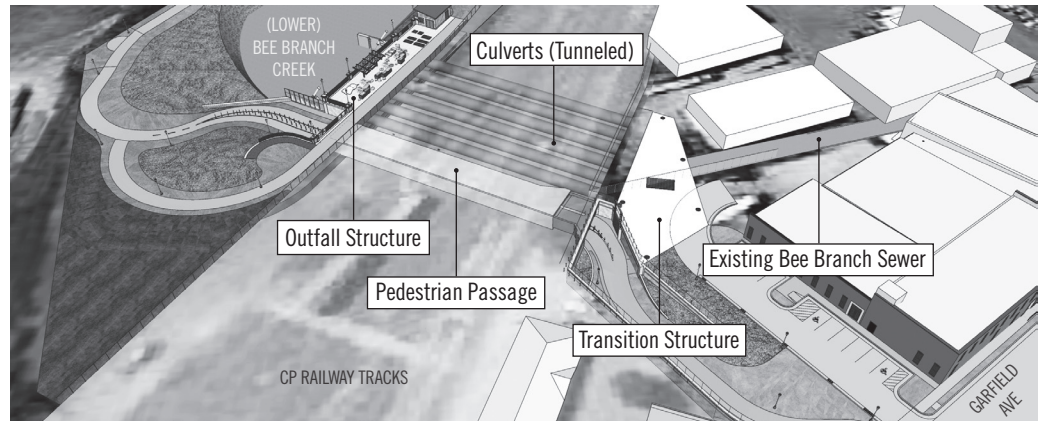 (LOWER)
BEE BRANCH
CREEK
Culverts (Tunneled)
Outfall Structure
Existing Bee Branch Sewer
Pedestrian Passage
Transition Structure
CP RAILWAY TRACKS
GARFIELD
AVE